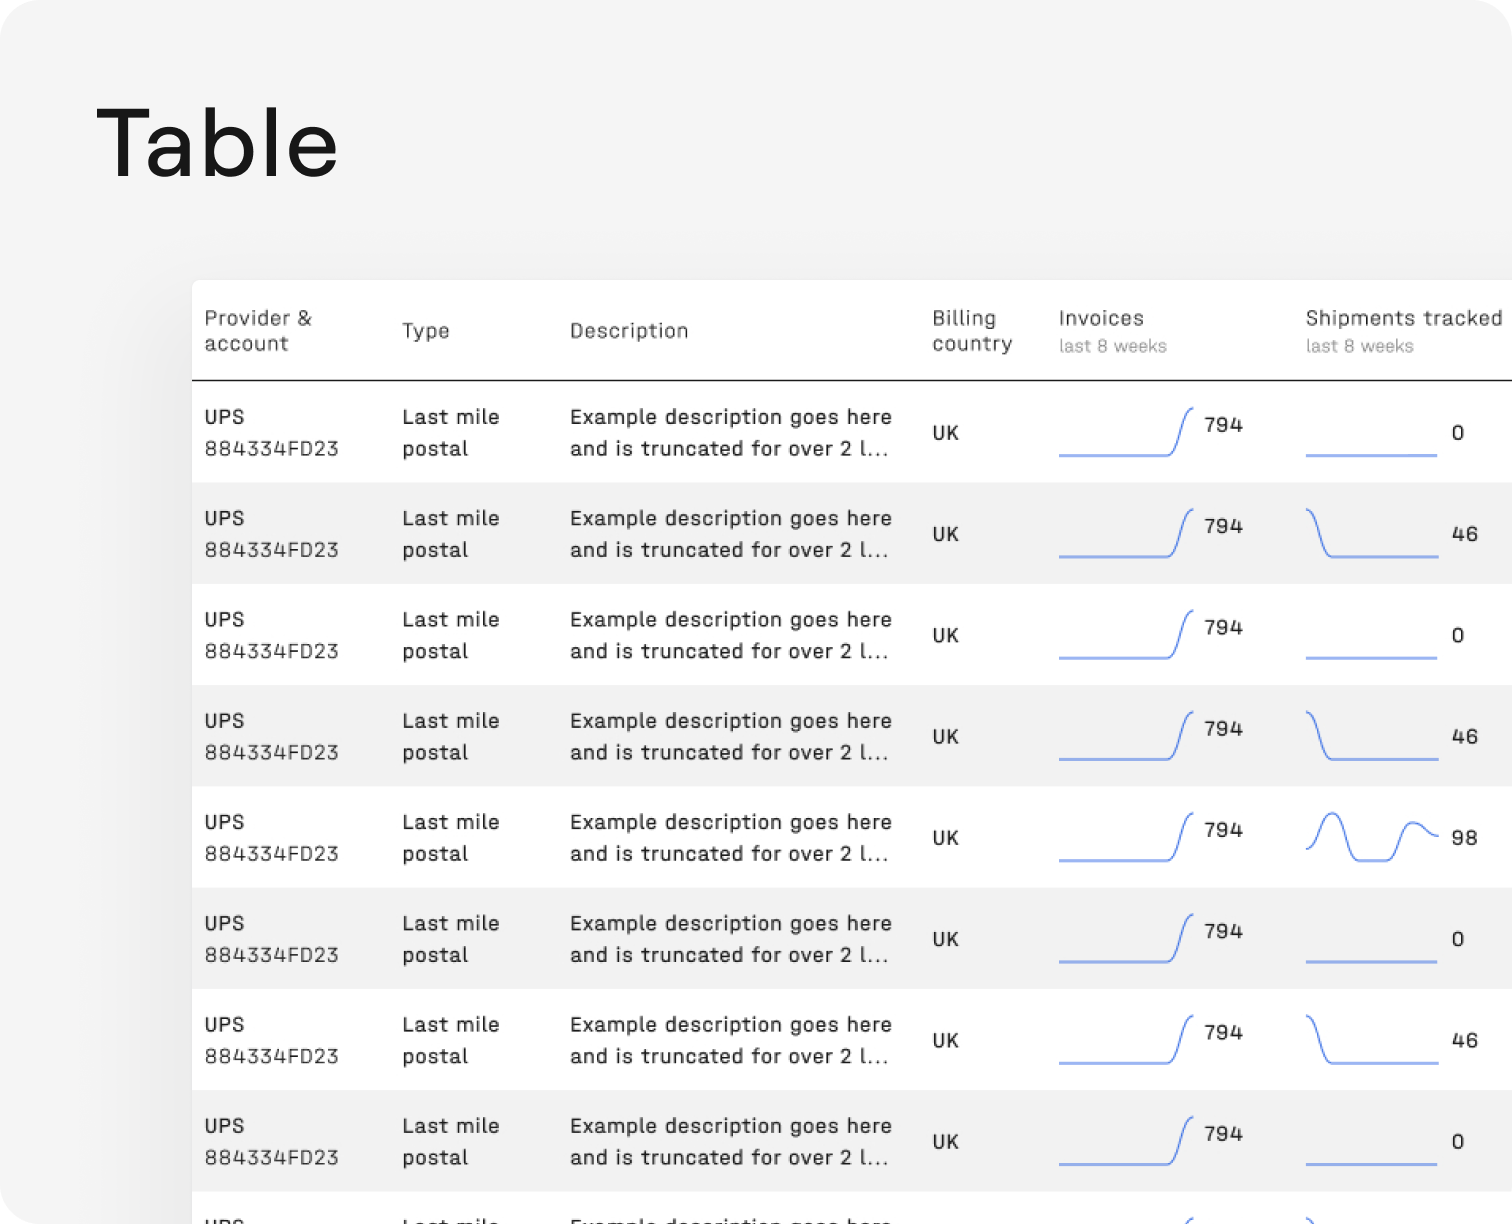 Table
Provider &
account
Type
Description
Billing
country
Invoices
last 8 weeks
Shipments tracked
last 8 weeks
UPS
884334FD23
Last mile
postal
Example description goes here
and is truncated for over 2 l...
UK
794
0
UPS
884334FD23
Last mile
postal
Example description goes here
and is truncated for over 2 l...
UK
794
46
UPS
884334FD23
Last mile
postal
Example description goes here
and is truncated for over 2 l...
UK
794
0
UPS
884334FD23
Last mile
postal
Example description goes here
and is truncated for over 2 l...
UK
794
46
UPS
884334FD23
Last mile
postal
Example description goes here
and is truncated for over 2 l...
UK
794
98
UPS
884334FD23
Last mile
postal
Example description goes here
and is truncated for over 2 l...
UK
794
0
UPS
884334FD23
Last mile
postal
Example description goes here
and is truncated for over 2 l...
UK
794
46
UPS
884334FD23
Last mile
postal
Example description goes here
and is truncated for over 2 l...
UK
794
0